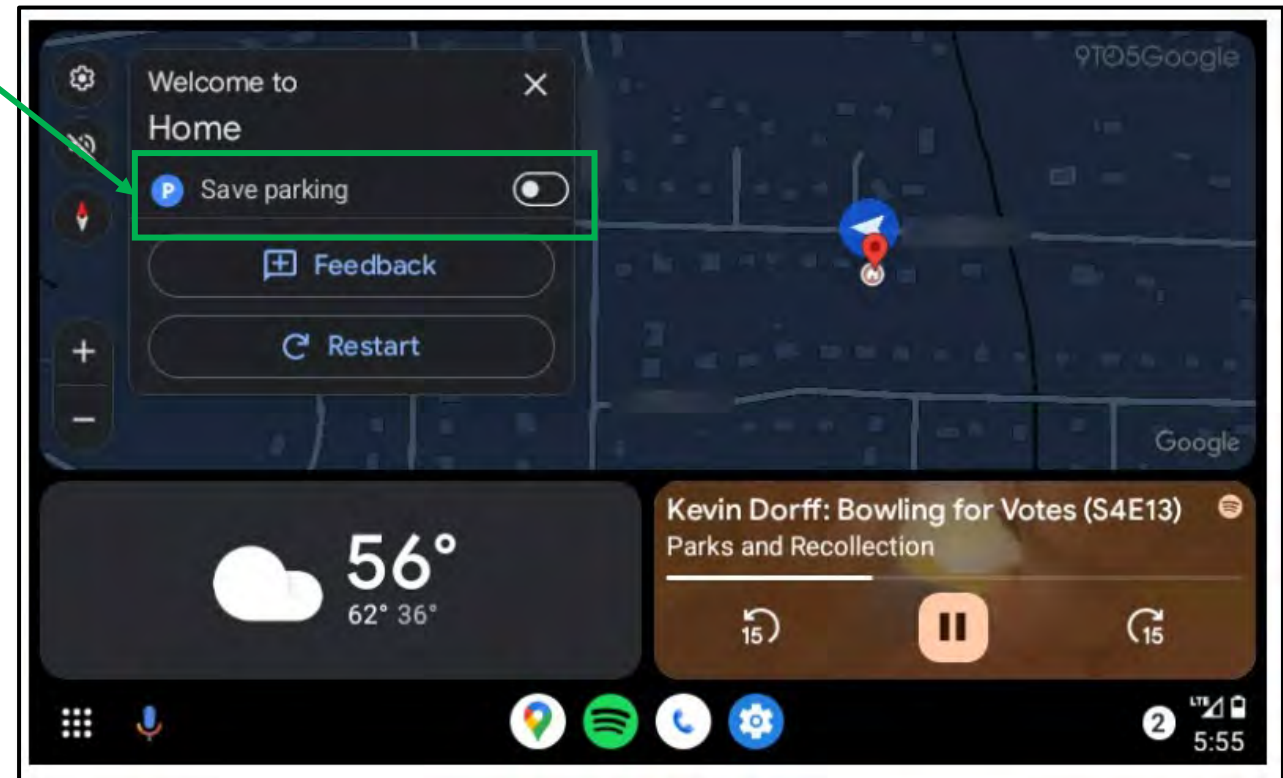 9TO5Google
Welcome to
Home
P Save parking
Feedback
Restart
+
−
Google
56°
62° 36°
Kevin Dorff: Bowling for Votes (S4E13)
Parks and Recollection
15
15
2
LTE
5:55